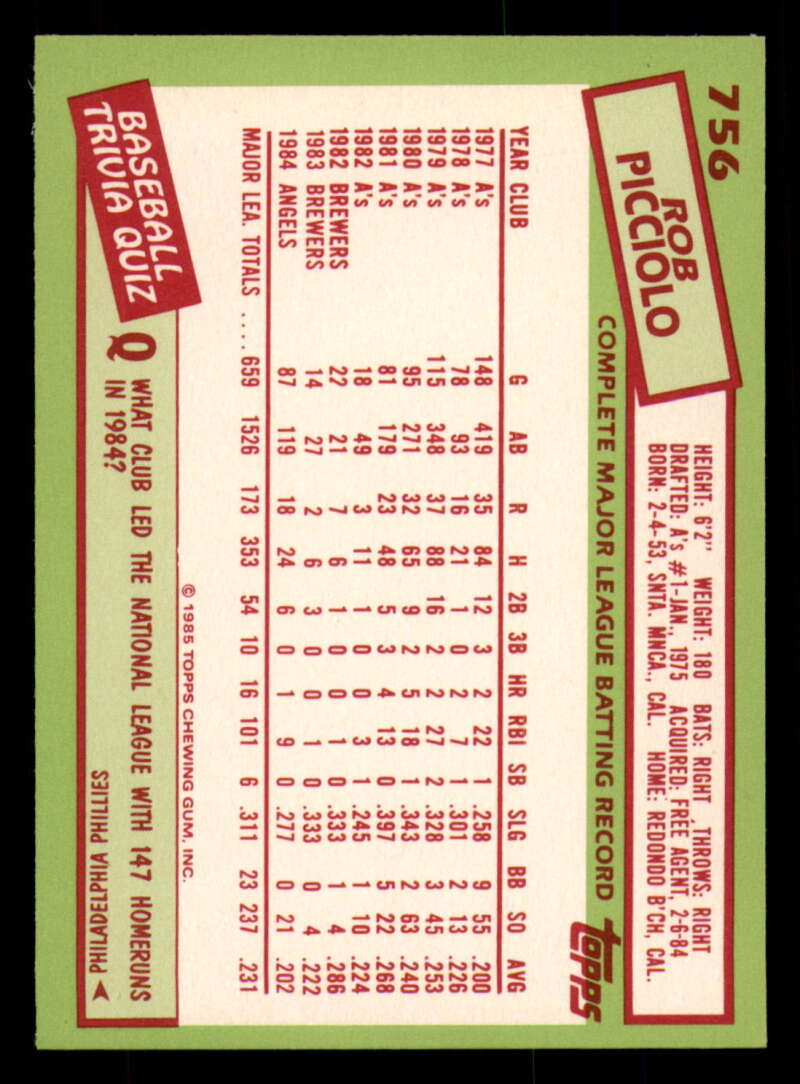 756
ROB
PICCIOLO
HEIGHT: 6'2" WEIGHT: 180 BATS: RIGHT THROWS: RIGHT
DRAFTED: A's #1-JAN., 1975 ACQUIRED: FREE AGENT, 2-6-84
BORN: 2-4-53, SNTA. MNCA., CAL. HOME: REDONDO B'CH, CAL.
COMPLETE MAJOR LEAGUE BATTING RECORD topps
YEAR CLUB G AB R H 2B 3B HR RBI SB SLG BB SO AVG
1977 A's 148 419 35 84 12 3 2 22 1 .258 9 55 .200
1978 A's 78 93 16 21 1 0 2 7 1 .301 2 13 .226
1979 A's 115 348 37 88 16 2 2 27 2 .328 3 45 .253
1980 A's 95 271 32 65 9 2 5 18 1 .343 2 63 .240
1981 A's 81 179 23 48 5 3 4 13 0 .397 5 22 .268
1982 A's 18 49 3 11 1 0 0 3 1 .245 1 10 .224
1982 BREWERS 22 21 7 6 1 0 0 1 0 .333 1 4 .286
1983 BREWERS 14 27 2 6 3 0 0 1 0 .333 0 4 .222
1984 ANGELS 87 119 18 24 6 0 1 9 0 .277 0 21 .202
MAJOR LEA. TOTALS .... 659 1526 173 353 54 10 16 101 6 .311 23 237 .231
© 1985 TOPPS CHEWING GUM, INC.
BASEBALL
TRIVIA QUIZ
Q WHAT CLUB LED THE NATIONAL LEAGUE WITH 147 HOMERUNS
IN 1984?
PHILADELPHIA PHILLIES